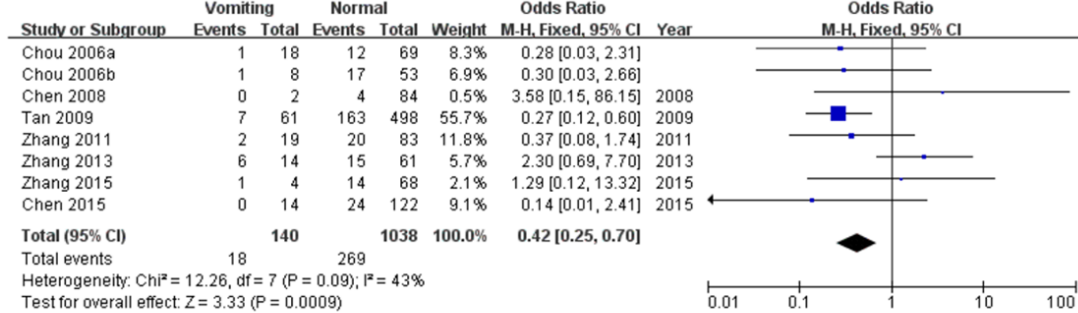 Vomiting Normal Odds Ratio Odds Ratio
Study or Subgroup Events Total Events Total Weight M-H, Fixed, 95% CI Year M-H, Fixed, 95% CI
Chou 2006a 1 18 12 69 8.3% 0.28 [0.03, 2.31]
Chou 2006b 1 8 17 53 6.9% 0.30 [0.03, 2.66]
Chen 2008 0 2 4 84 0.5% 3.58 [0.15, 86.15] 2008
Tan 2009 7 61 163 498 55.7% 0.27 [0.12, 0.60] 2009
Zhang 2011 2 19 20 83 11.8% 0.37 [0.08, 1.74] 2011
Zhang 2013 6 14 15 61 5.7% 2.30 [0.69, 7.70] 2013
Zhang 2015 1 4 14 68 2.1% 1.29 [0.12, 13.32] 2015
Chen 2015 0 14 24 122 9.1% 0.14 [0.01, 2.41] 2015
Total (95% CI) 140 1038 100.0% 0.42 [0.25, 0.70]
Total events 18 269
Heterogeneity: Chi² = 12.26, df = 7 (P = 0.09); I² = 43%
Test for overall effect: Z = 3.33 (P = 0.0009)
0.01 0.1 1 10 100